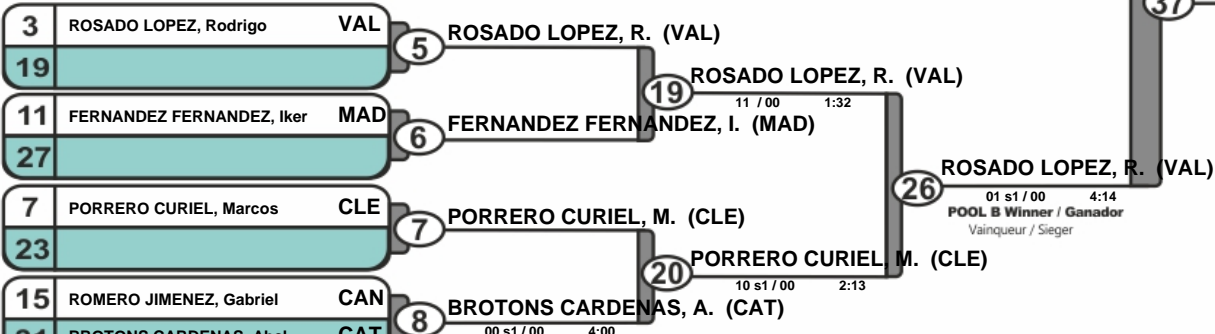 37
3 ROSADO LOPEZ, Rodrigo VAL
19
5
ROSADO LOPEZ, R. (VAL)
11 FERNANDEZ FERNANDEZ, Iker MAD
27
6
FERNANDEZ FERNANDEZ, I. (MAD)
19
ROSADO LOPEZ, R. (VAL)
11 / 00 1:32
7 PORRERO CURIEL, Marcos CLE
23
7
PORRERO CURIEL, M. (CLE)
15 ROMERO JIMENEZ, Gabriel CAN
8
BROTONS CARDENAS, A. (CAT)
00 s1 / 00 4:00
20
PORRERO CURIEL, M. (CLE)
10 s1 / 00 2:13
26
ROSADO LOPEZ, R. (VAL)
01 s1 / 00 4:14
POOL B Winner / Ganador
Vainqueur / Sieger
BROTONS CARDENAS, CAT